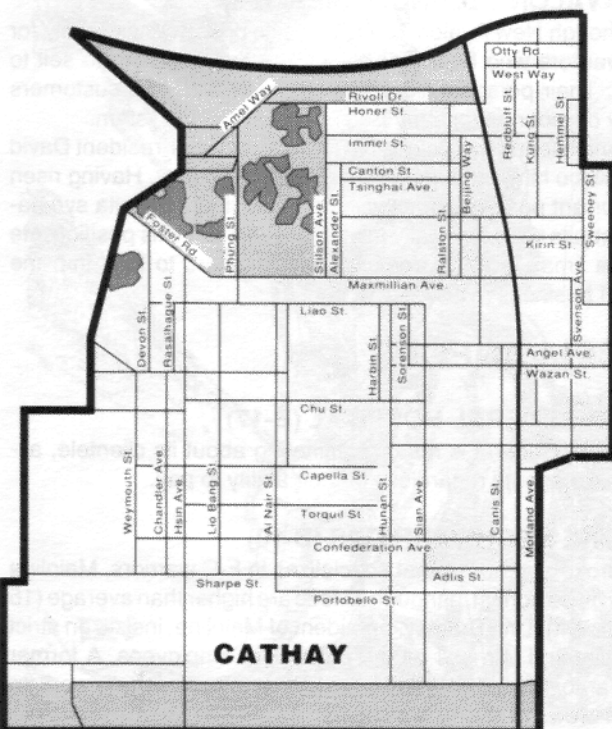 Otty Rd.
West Way
Amel Way
Rivoli Dr.
Honer St.
Redbluff St.
Kung St.
Hemmel St.
Immel St.
Canton St.
Tsinghai Ave.
Beijing Way
Sweeney St.
Foster Rd.
Phung St.
Stilson Ave.
Alexander St.
Ralston St.
Kirin St.
Maxmillian Ave.
Svenson Ave.
Devon St.
Rasalhague St.
Liao St.
Harbin St.
Sorenson St.
Angel Ave.
Wazan St.
Chu St.
Weymouth St.
Chandler Ave.
Hsin Ave.
Lio Bang St.
Al Nair St.
Capella St.
Hunan St.
Sian Ave.
Canis St.
Morland Ave.
Torquil St.
Confederation Ave.
Sharpe St.
Adlis St.
Portobello St.
CATHAY